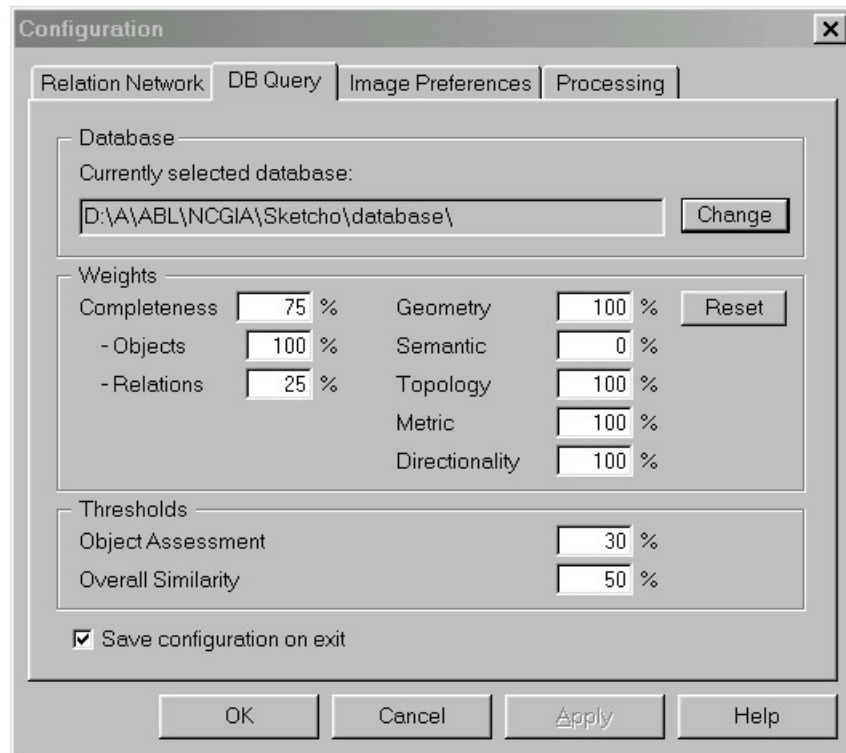 Configuration
Relation Network DB Query Image Preferences Processing
Database
Currently selected database:
D:\A\ABL\NCGIA\Sketcho\database\ Change
Weights
Completeness 75 % Geometry 100 % Reset
- Objects 100 % Semantic 0 %
- Relations 25 % Topology 100 %
Metric 100 %
Directionality 100 %
Thresholds
Object Assessment 30 %
Overall Similarity 50 %
Save configuration on exit
OK Cancel Apply Help